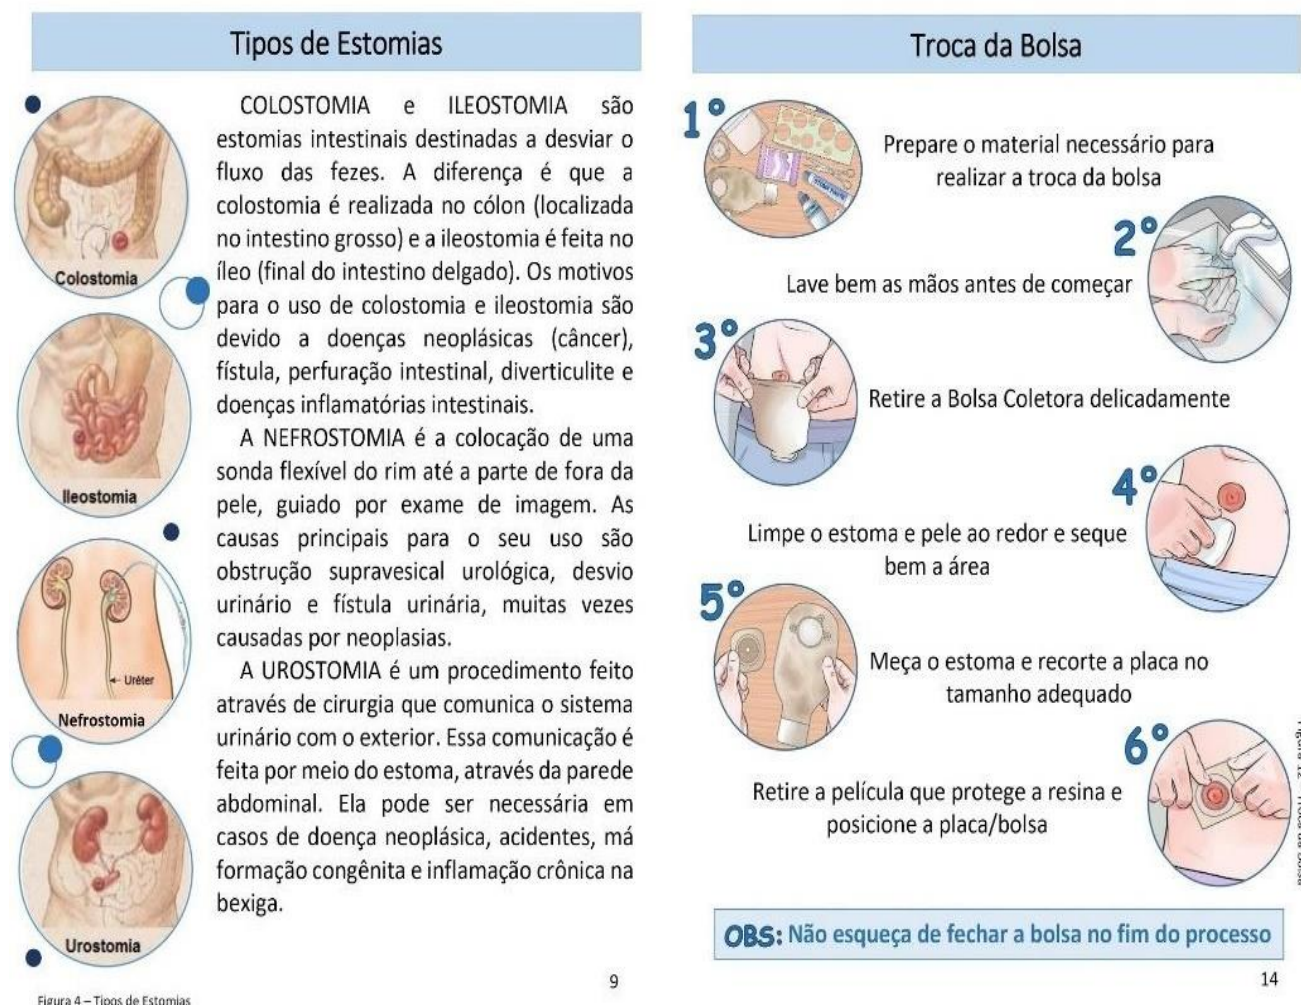 Tipos de Estomias
COLOSTOMIA e ILEOSTOMIA são
estomias intestinais destinadas a desviar o
fluxo das fezes. A diferença é que a
colostomia é realizada no cólon (localizada
no intestino grosso) e a ileostomia é feita no
íleo (final do intestino delgado). Os motivos
para o uso de colostomia e ileostomia são
devido a doenças neoplásicas (câncer),
fístula, perfuração intestinal, diverticulite e
doenças inflamatórias intestinais.
A NEFROSTOMIA é a colocação de uma
sonda flexível do rim até a parte de fora da
pele, guiado por exame de imagem. As
causas principais para o seu uso são
obstrução supravesical urológica, desvio
urinário e fístula urinária, muitas vezes
causadas por neoplasias.
A UROSTOMIA é um procedimento feito
através de cirurgia que comunica o sistema
urinário com o exterior. Essa comunicação é
feita por meio do estoma, através da parede
abdominal. Ela pode ser necessária em
casos de doença neoplásica, acidentes, má
formação congênita e inflamação crônica na
bexiga.
Colostomia
Ileostomia
Uréter
Nefrostomia
Urostomia
9
Figura 4 – Tipos de Estomias
Troca da Bolsa
1º
Prepare o material necessário para
realizar a troca da bolsa
2º
Lave bem as mãos antes de começar
3º
Retire a Bolsa Coletora delicadamente
4º
Limpe o estoma e pele ao redor e seque
bem a área
5º
Meça o estoma e recorte a placa no
tamanho adequado
6º
Retire a película que protege a resina e
posicione a placa/bolsa
OBS: Não esqueça de fechar a bolsa no fim do processo
14